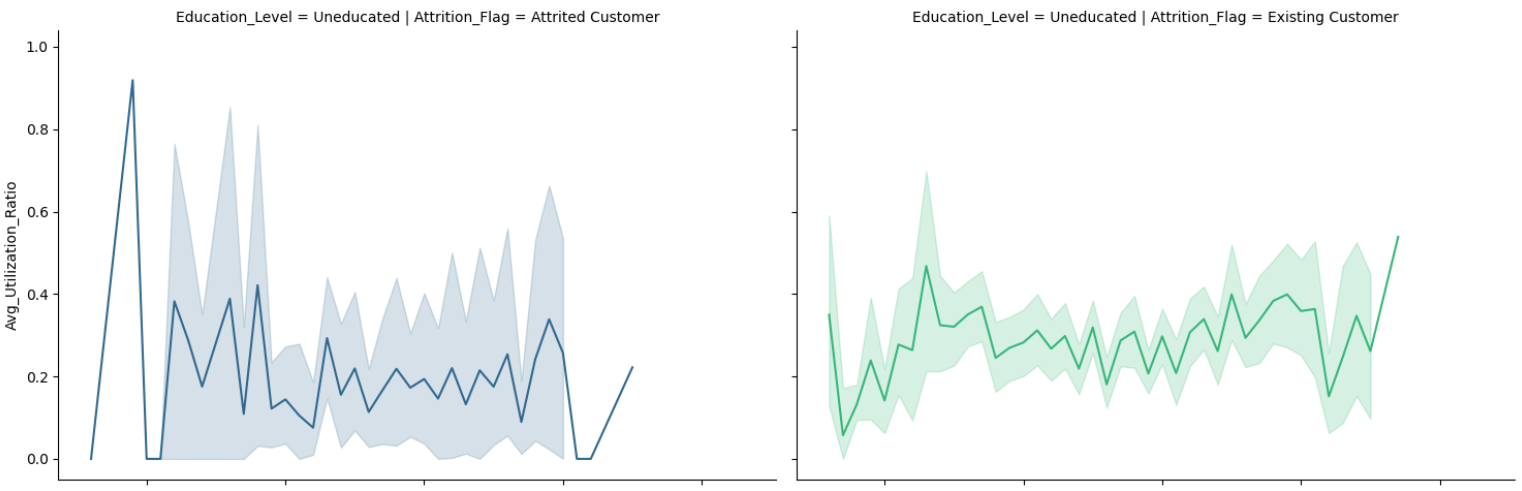 Education_Level = Uneducated | Attrition_Flag = Attrited Customer
Education_Level = Uneducated | Attrition_Flag = Existing Customer
1.0
0.8
0.6
0.4
0.2
0.0
Avg_Utilization_Ratio